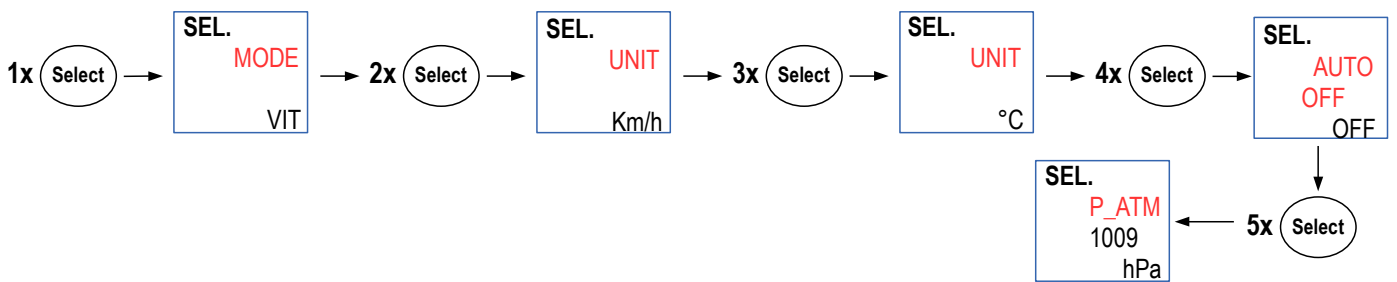 1x Select
SEL.
MODE
VIT
2x Select
SEL.
UNIT
Km/h
3x Select
SEL.
UNIT
°C
4x Select
SEL.
AUTO
OFF
OFF
5x Select
SEL.
P_ATM
1009
hPa